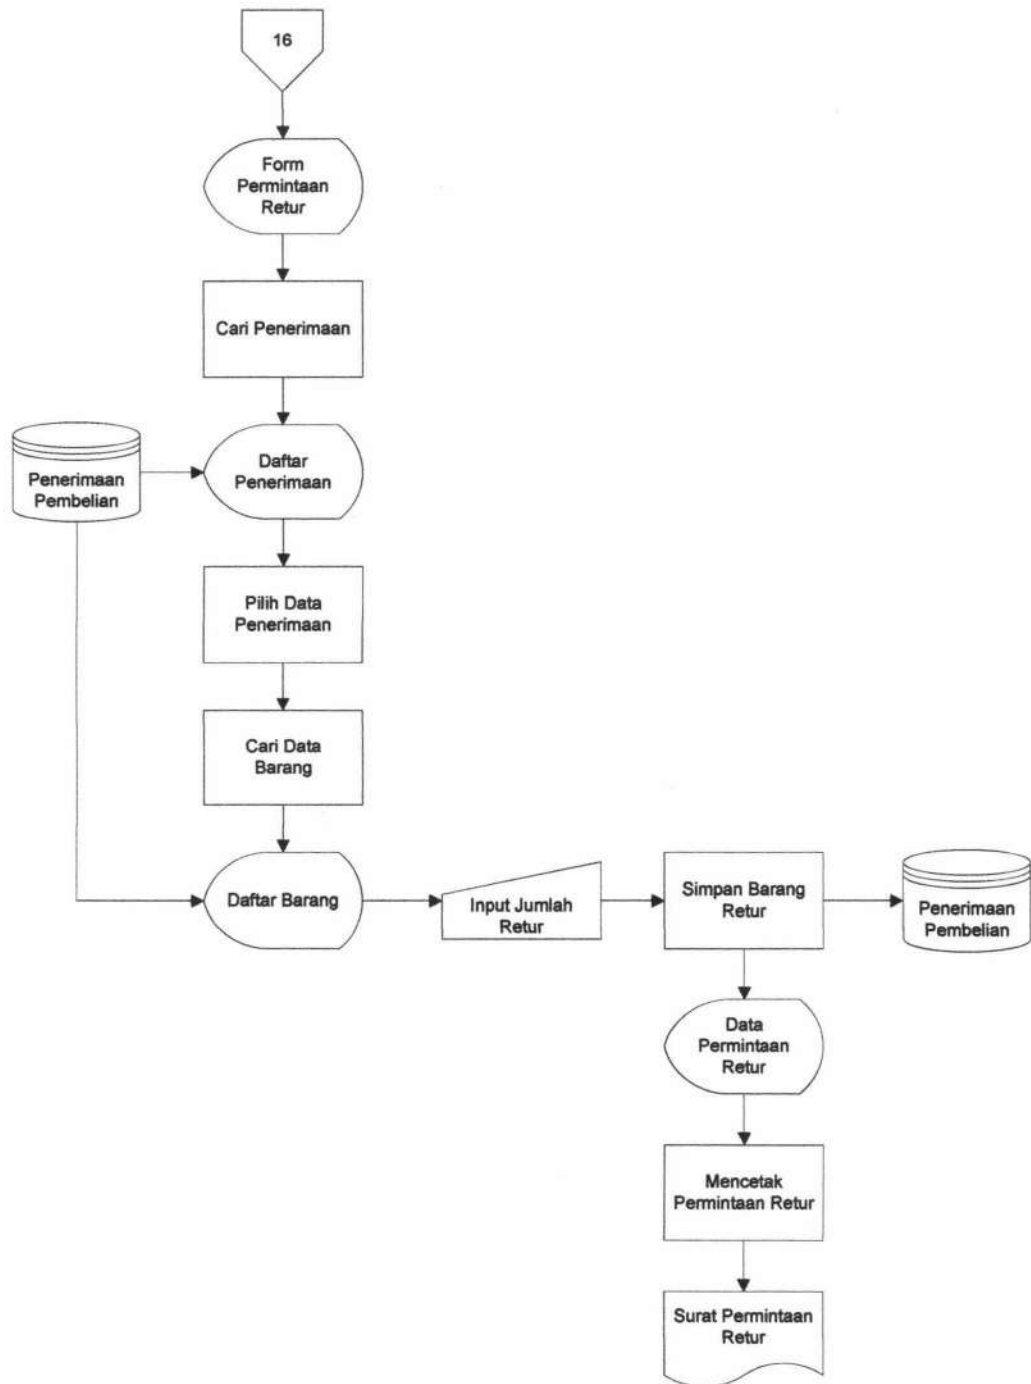 16
Form
Permintaan
Retur
Cari Penerimaan
Penerimaan
Pembelian
Daftar
Penerimaan
Pilih Data
Penerimaan
Cari Data
Barang
Daftar Barang
Input Jumlah
Retur
Simpan Barang
Retur
Penerimaan
Pembelian
Data
Permintaan
Retur
Mencetak
Permintaan Retur
Surat Permintaan
Retur